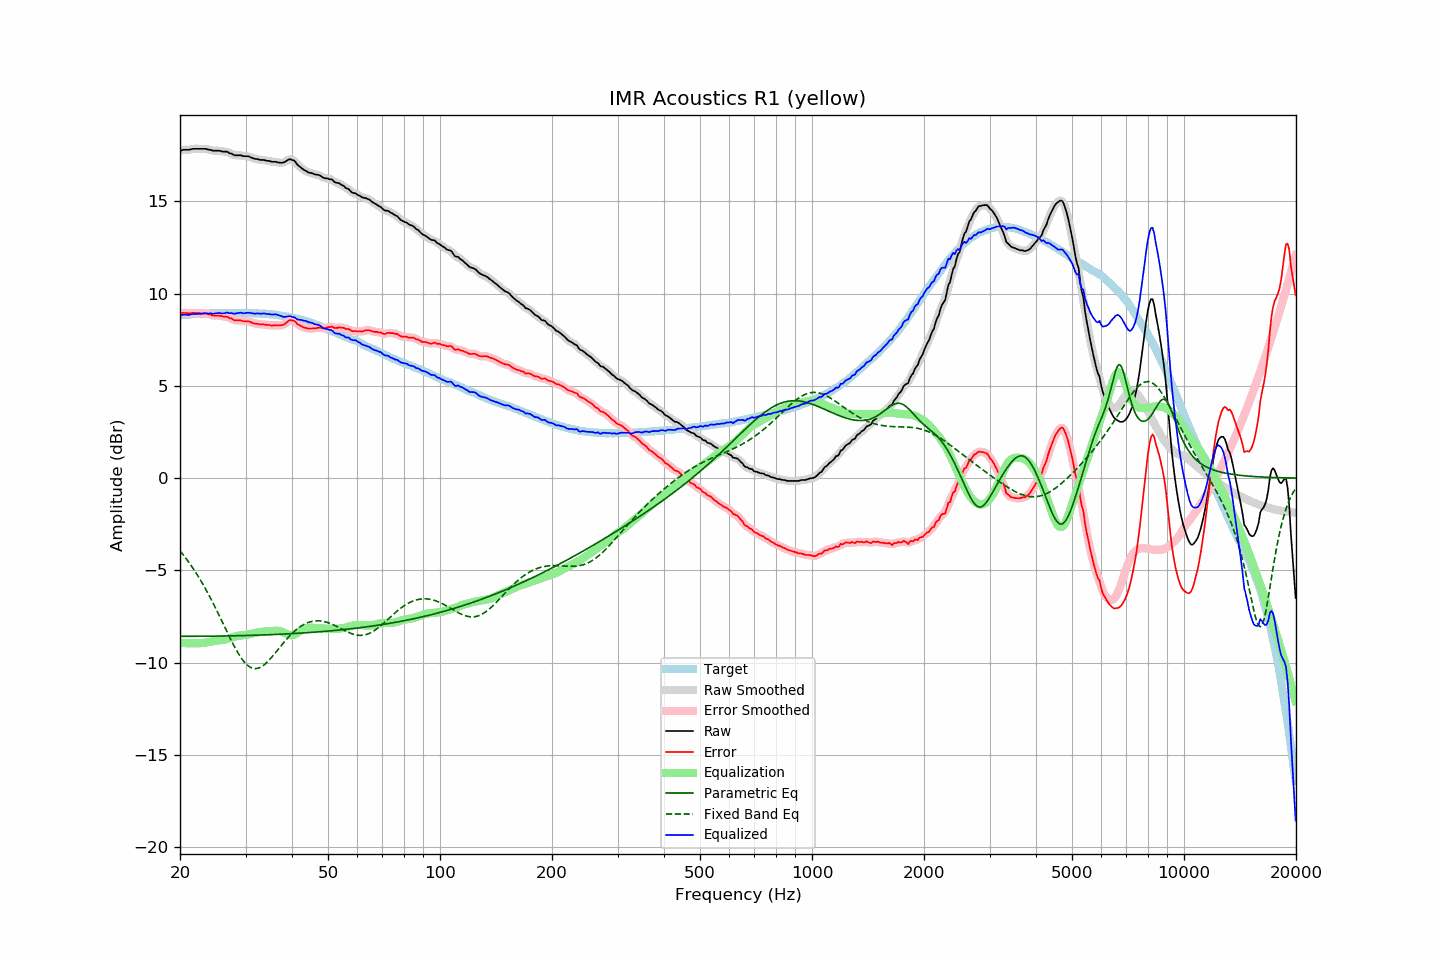 IMR Acoustics R1 (yellow)
Amplitude (dBr)
15
10
5
0
−5
−10
−15
−20
Target
Raw Smoothed
Error Smoothed
Raw
Error
Equalization
Parametric Eq
Fixed Band Eq
Equalized
20 50 100 200 500 1000 2000 5000 10000 20000
Frequency (Hz)